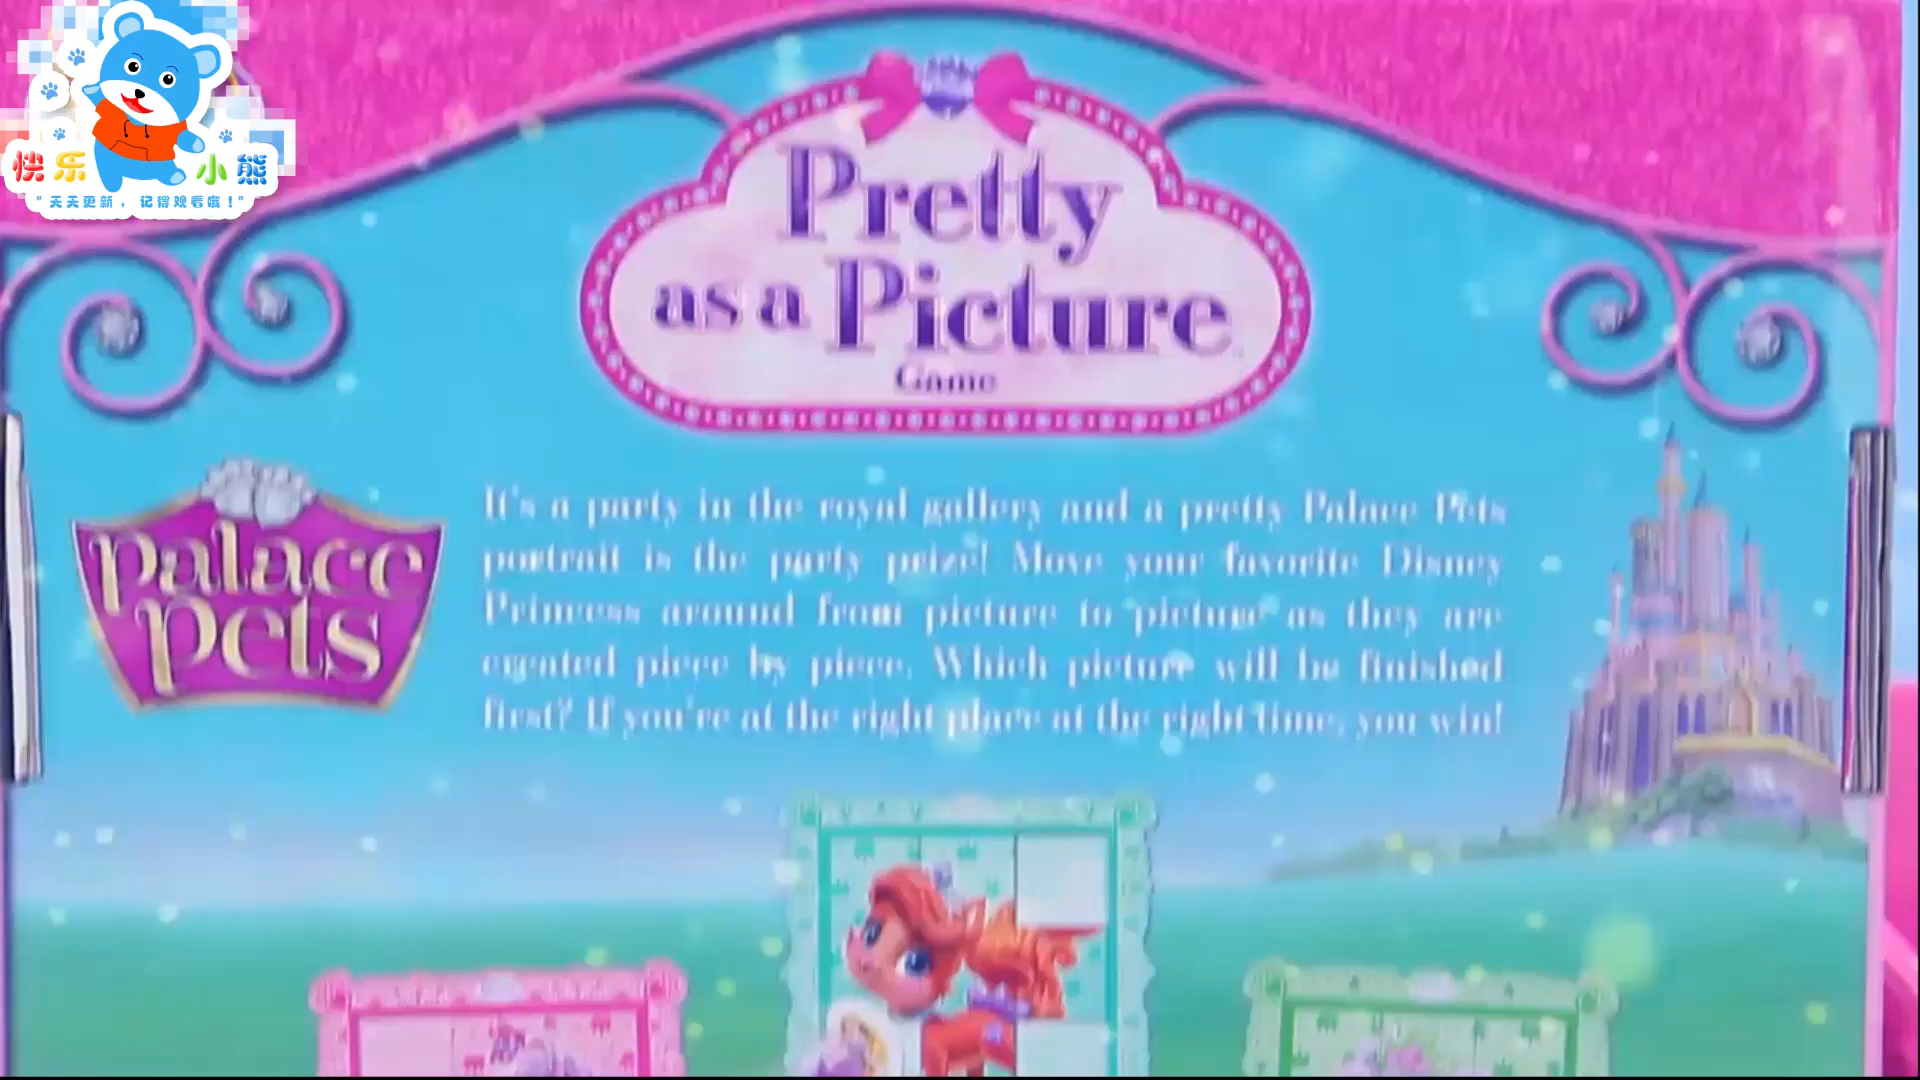 快乐小熊
"天天更新，记得观看哦！"
Pretty
as a Picture
Game
Palace
Pets
It's a party in the royal gallery and a pretty Palace Pets
portrait is the party prize! Move your favorite Disney
Princess around from picture to picture as they are
created piece by piece. Which picture will be finished
first? If you're at the right place at the right time, you win!